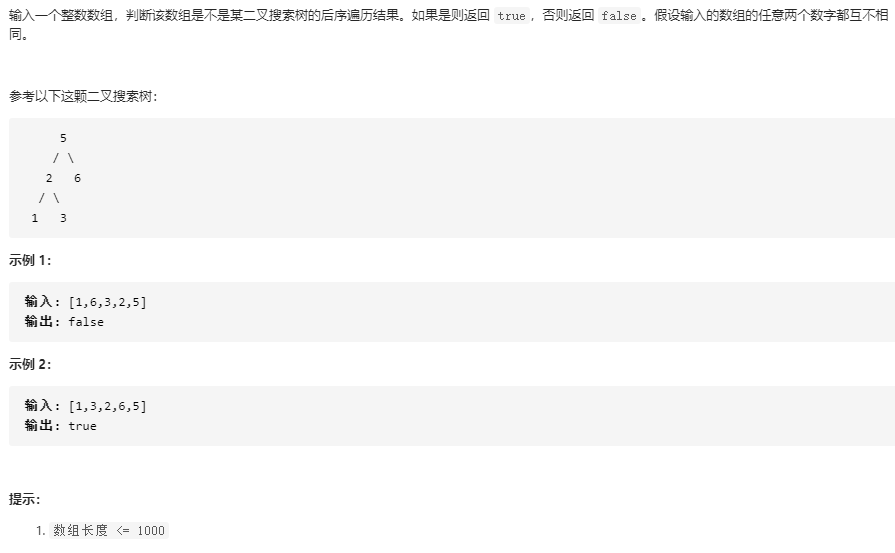 输入一个整数数组，判断该数组是不是某二叉搜索树的后序遍历结果。如果是则返回 true，否则返回 false。假设输入的数组的任意两个数字都互不相
同。
参考以下这颗二叉搜索树：
5
/ \
2 6
/ \
1 3
示例 1：
输入: [1,6,3,2,5]
输出: false
示例 2：
输入: [1,3,2,6,5]
输出: true
提示：
1. 数组长度 <= 1000